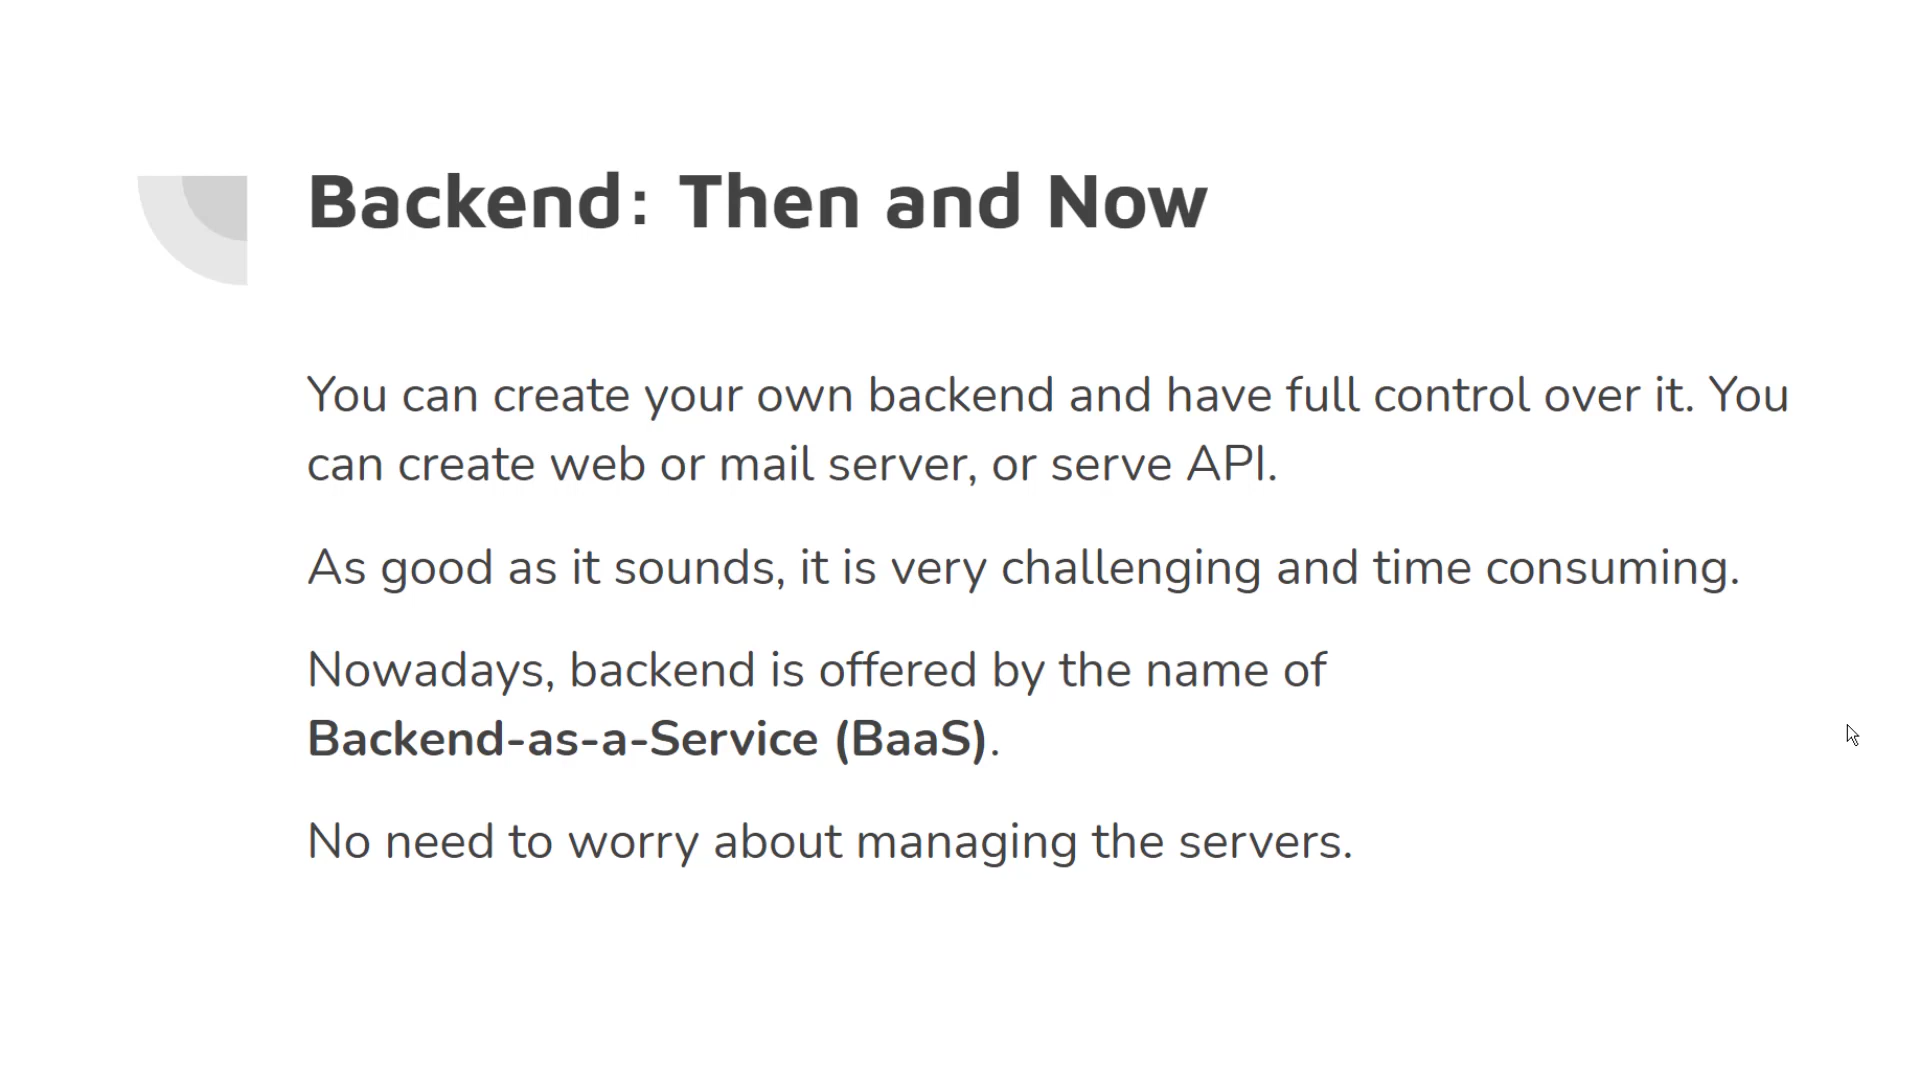 Backend: Then and Now
You can create your own backend and have full control over it. You
can create web or mail server, or serve API.
As good as it sounds, it is very challenging and time consuming.
Nowadays, backend is offered by the name of
Backend-as-a-Service (BaaS).
No need to worry about managing the servers.